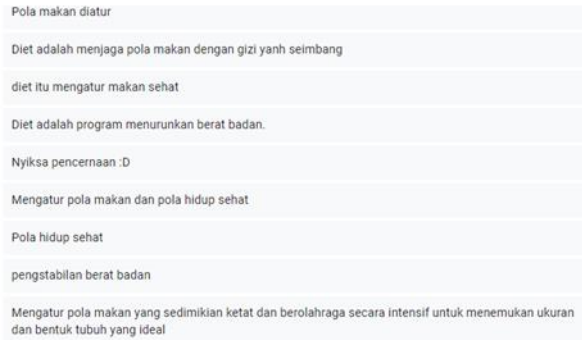 Pola makan diatur
Diet adalah menjaga pola makan dengan gizi yanh seimbang
diet itu mengatur makan sehat
Diet adalah program menurunkan berat badan.
Nyiksa pencernaan :D
Mengatur pola makan dan pola hidup sehat
Pola hidup sehat
pengstabilan berat badan
Mengatur pola makan yang sedimikian ketat dan berolahraga secara intensif untuk menemukan ukuran
dan bentuk tubuh yang ideal